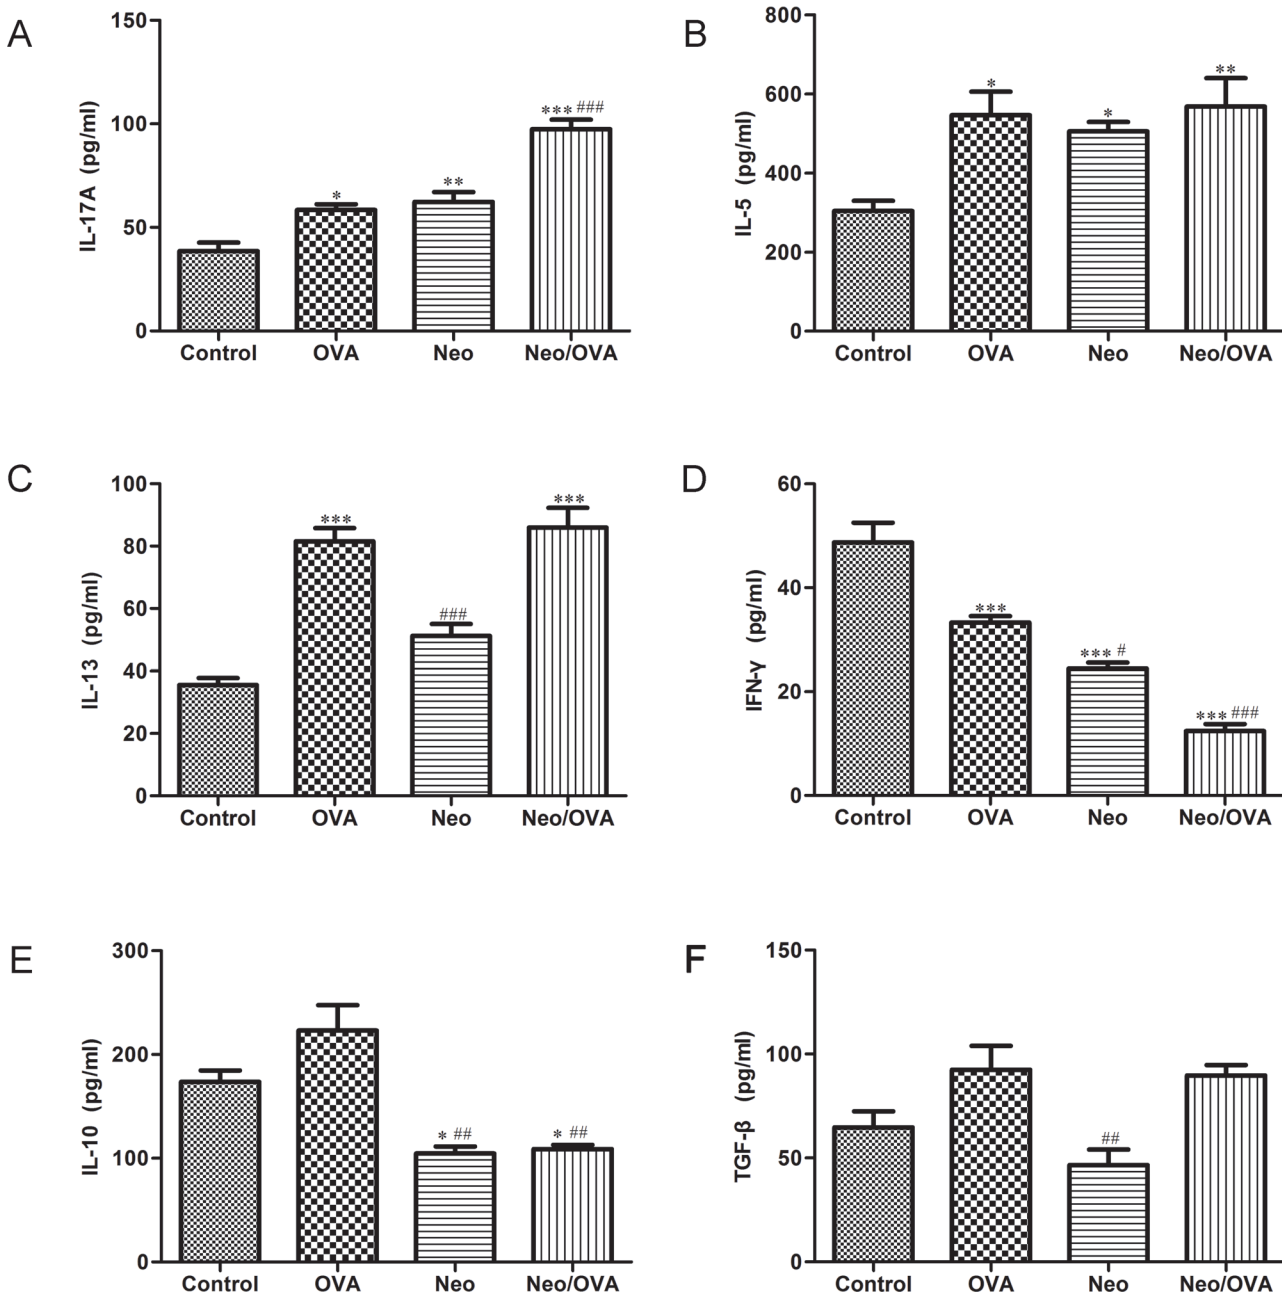 A
IL-17A (pg/ml)
150
100
50
0
*
**
*** ###
Control OVA Neo Neo/OVA
B
IL-5 (pg/ml)
800
600
400
200
0
*
*
**
Control OVA Neo Neo/OVA
C
IL-13 (pg/ml)
100
80
60
40
20
0
***
###
***
Control OVA Neo Neo/OVA
D
IFN-γ (pg/ml)
60
40
20
0
***
*** #
*** ###
Control OVA Neo Neo/OVA
E
IL-10 (pg/ml)
300
200
100
0
* ##
* ##
Control OVA Neo Neo/OVA
F
TGF-β (pg/ml)
150
100
50
0
##
Control OVA Neo Neo/OVA